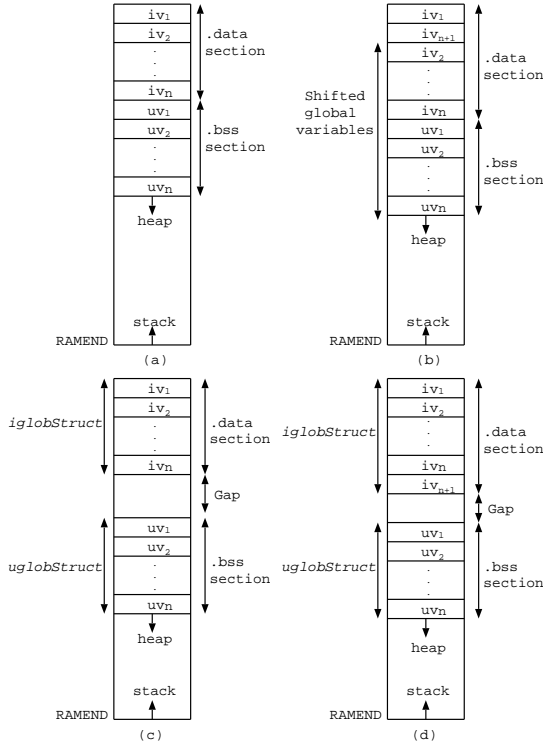 iv1
iv2
.
.
.
ivn
uv1
uv2
.
.
.
uvn
heap
stack
RAMEND
.data
section
.bss
section
(a)
iv1
ivn+1
iv2
.
.
.
ivn
uv1
uv2
.
.
.
uvn
heap
stack
RAMEND
Shifted
global
variables
.data
section
.bss
section
(b)
iglobStruct
iv1
iv2
.
.
.
ivn
.data
section
Gap
uglobStruct
uv1
uv2
.
.
.
uvn
.bss
section
heap
stack
RAMEND
(c)
iglobStruct
iv1
iv2
.
.
.
ivn
ivn+1
.data
section
Gap
uglobStruct
uv1
uv2
.
.
.
uvn
.bss
section
heap
stack
RAMEND
(d)